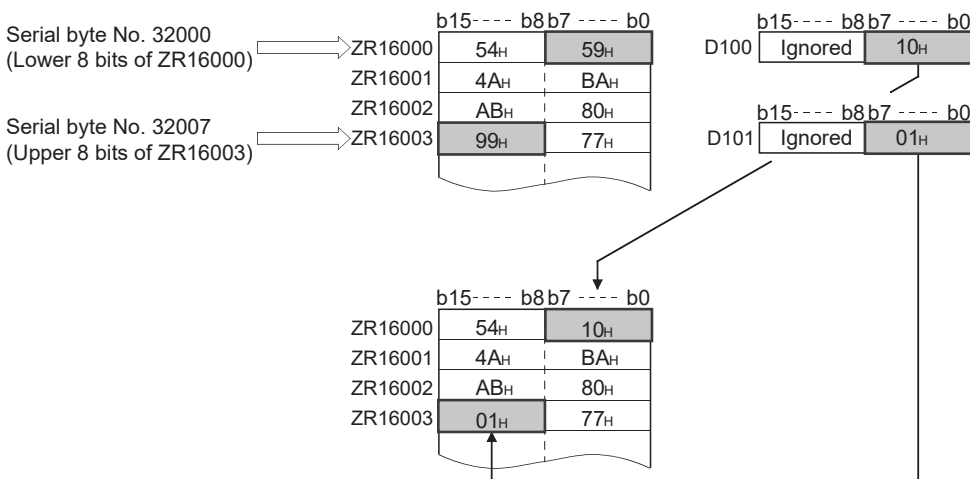 b15---- b8 b7 ---- b0
Serial byte No. 32000
(Lower 8 bits of ZR16000)
ZR16000 54H 59H
ZR16001 4AH BAH
ZR16002 ABH 80H
Serial byte No. 32007
(Upper 8 bits of ZR16003)
ZR16003 99H 77H
b15---- b8 b7 ---- b0
D100 Ignored 10H
b15---- b8 b7 ---- b0
D101 Ignored 01H
b15---- b8 b7 ---- b0
ZR16000 54H 10H
ZR16001 4AH BAH
ZR16002 ABH 80H
ZR16003 01H 77H